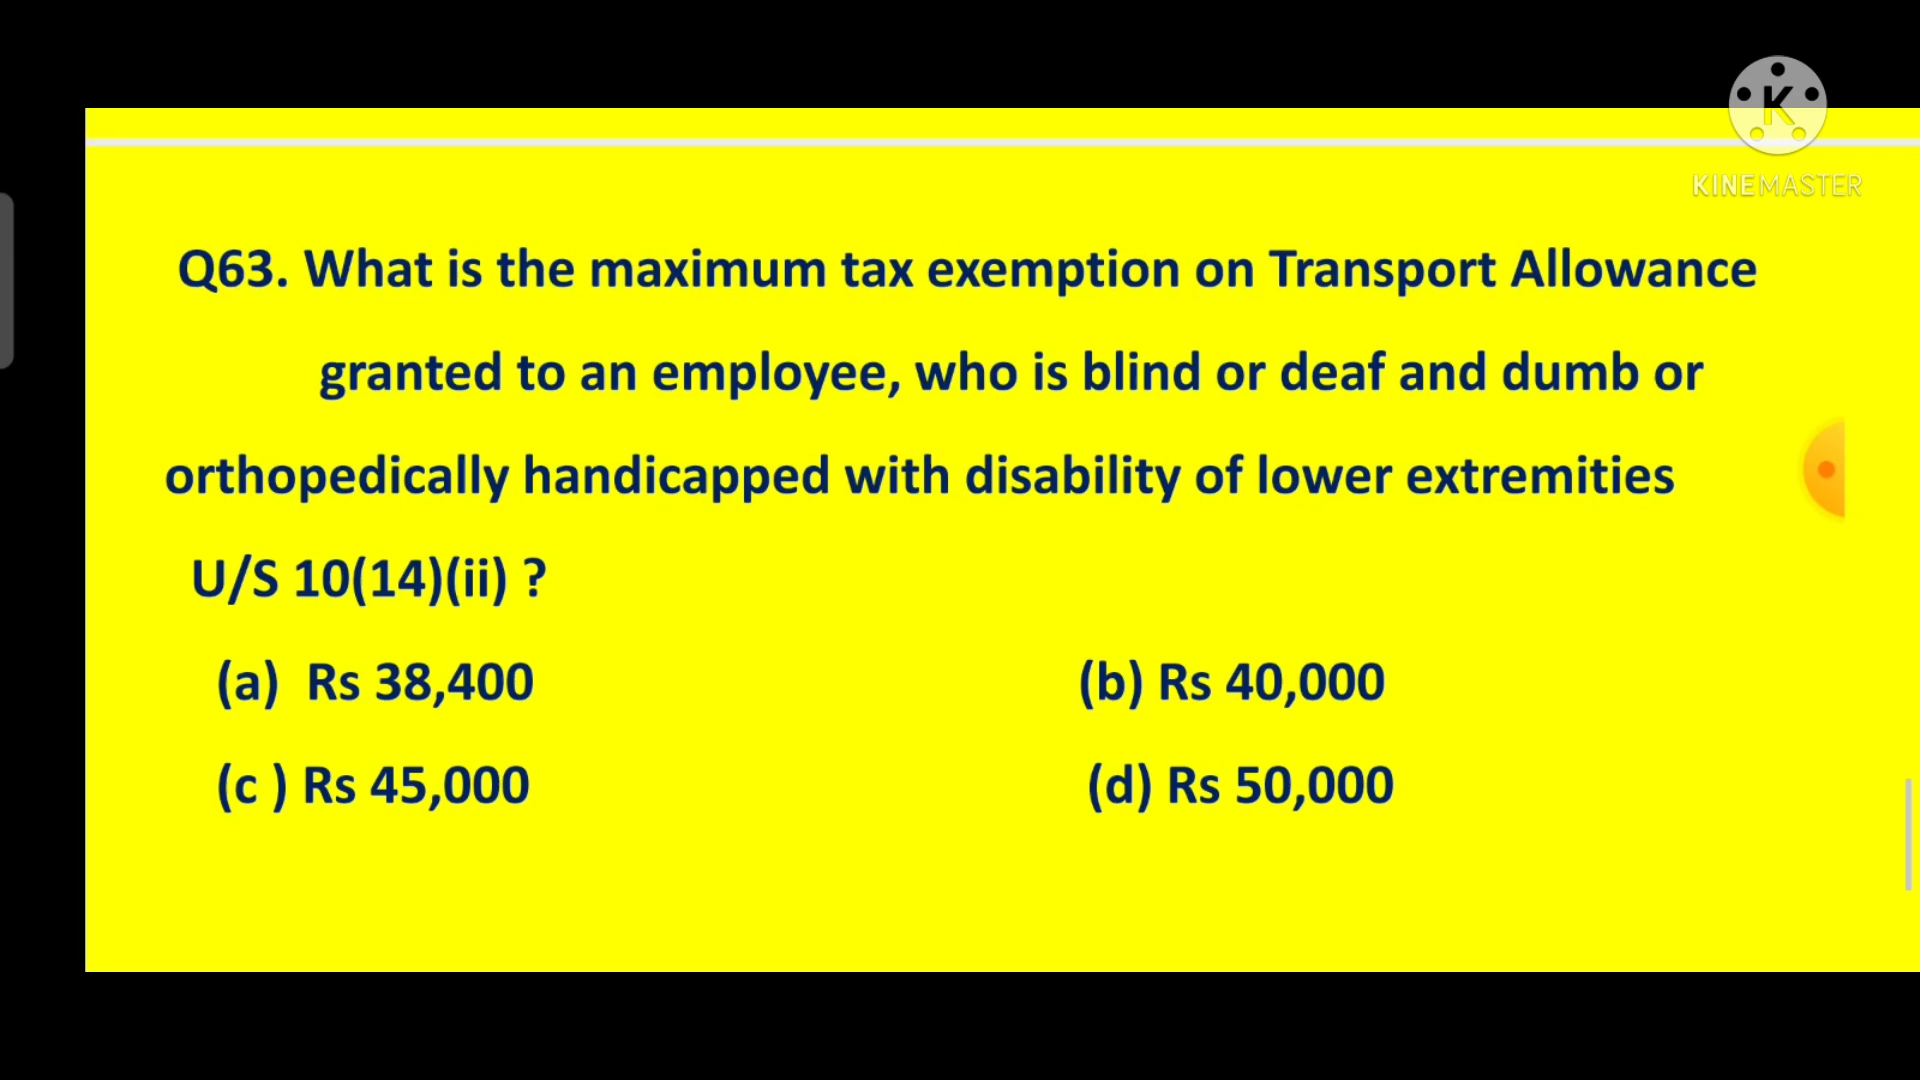 K
KINEMASTER
Q63. What is the maximum tax exemption on Transport Allowance
granted to an employee, who is blind or deaf and dumb or
orthopedically handicapped with disability of lower extremities
U/S 10(14)(ii) ?
(a) Rs 38,400 (b) Rs 40,000
(c ) Rs 45,000 (d) Rs 50,000